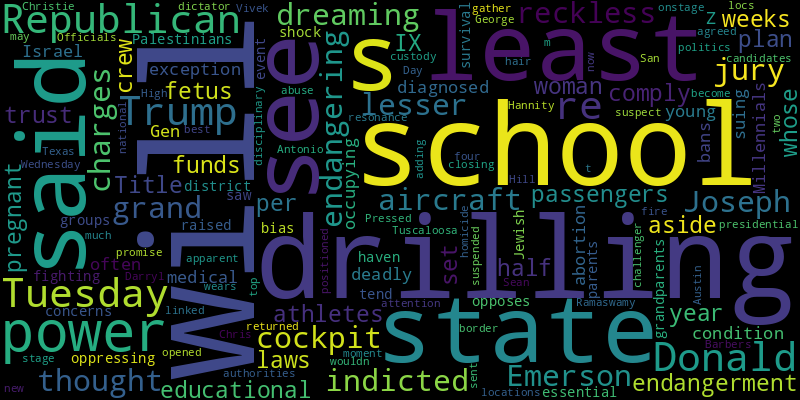 Christie
dictator
Vivek
gather
onstage
locs
Republican
dreaming
reckless
Z
weeks
may
Officials
Palestinians
shock
George
agreed
Israel
crew
event
IX
m
San
politics
plan
exception
s
survival
hair
now
candidates
said
charges
High
fetus
will
see
custody
least
jury
Day
diagnosed
woman
comply
become
trust
Trump
abuse
endangering
lesser
re
Hannity
suspect
young
suing
two
whose
national
Gen
best
disciplinary
resonance
bans
Millennials
Texas
Wednesday
funds
Antonio
adding
four
closing
school
t
pregnant
Title
district
saw
per
occupying
Hill
aircraft
passengers
Joseph
groups
grand
raised
bias
positioned
Pressed
Jewish
fire
aside
presidential
much
promise
Tuscaloosa
homicide
suspended
drilling
abortion
parents
challenger
concerns
apparent
haven
set
half
grandparents
often
fighting
Darryl
medical
deadly
Sean
Austin
Tuesday
linked
wears
top
tend
attention
opposes
Ramaswamy
year
power
Chris
returned
athletes
border
state
condition
Barbers
stage
oppressing
opened
cockpit
laws
moment
wouldn
Donald
new
thought
authorities
indicted
sent
Emerson
endangerment
educational
locations
essential